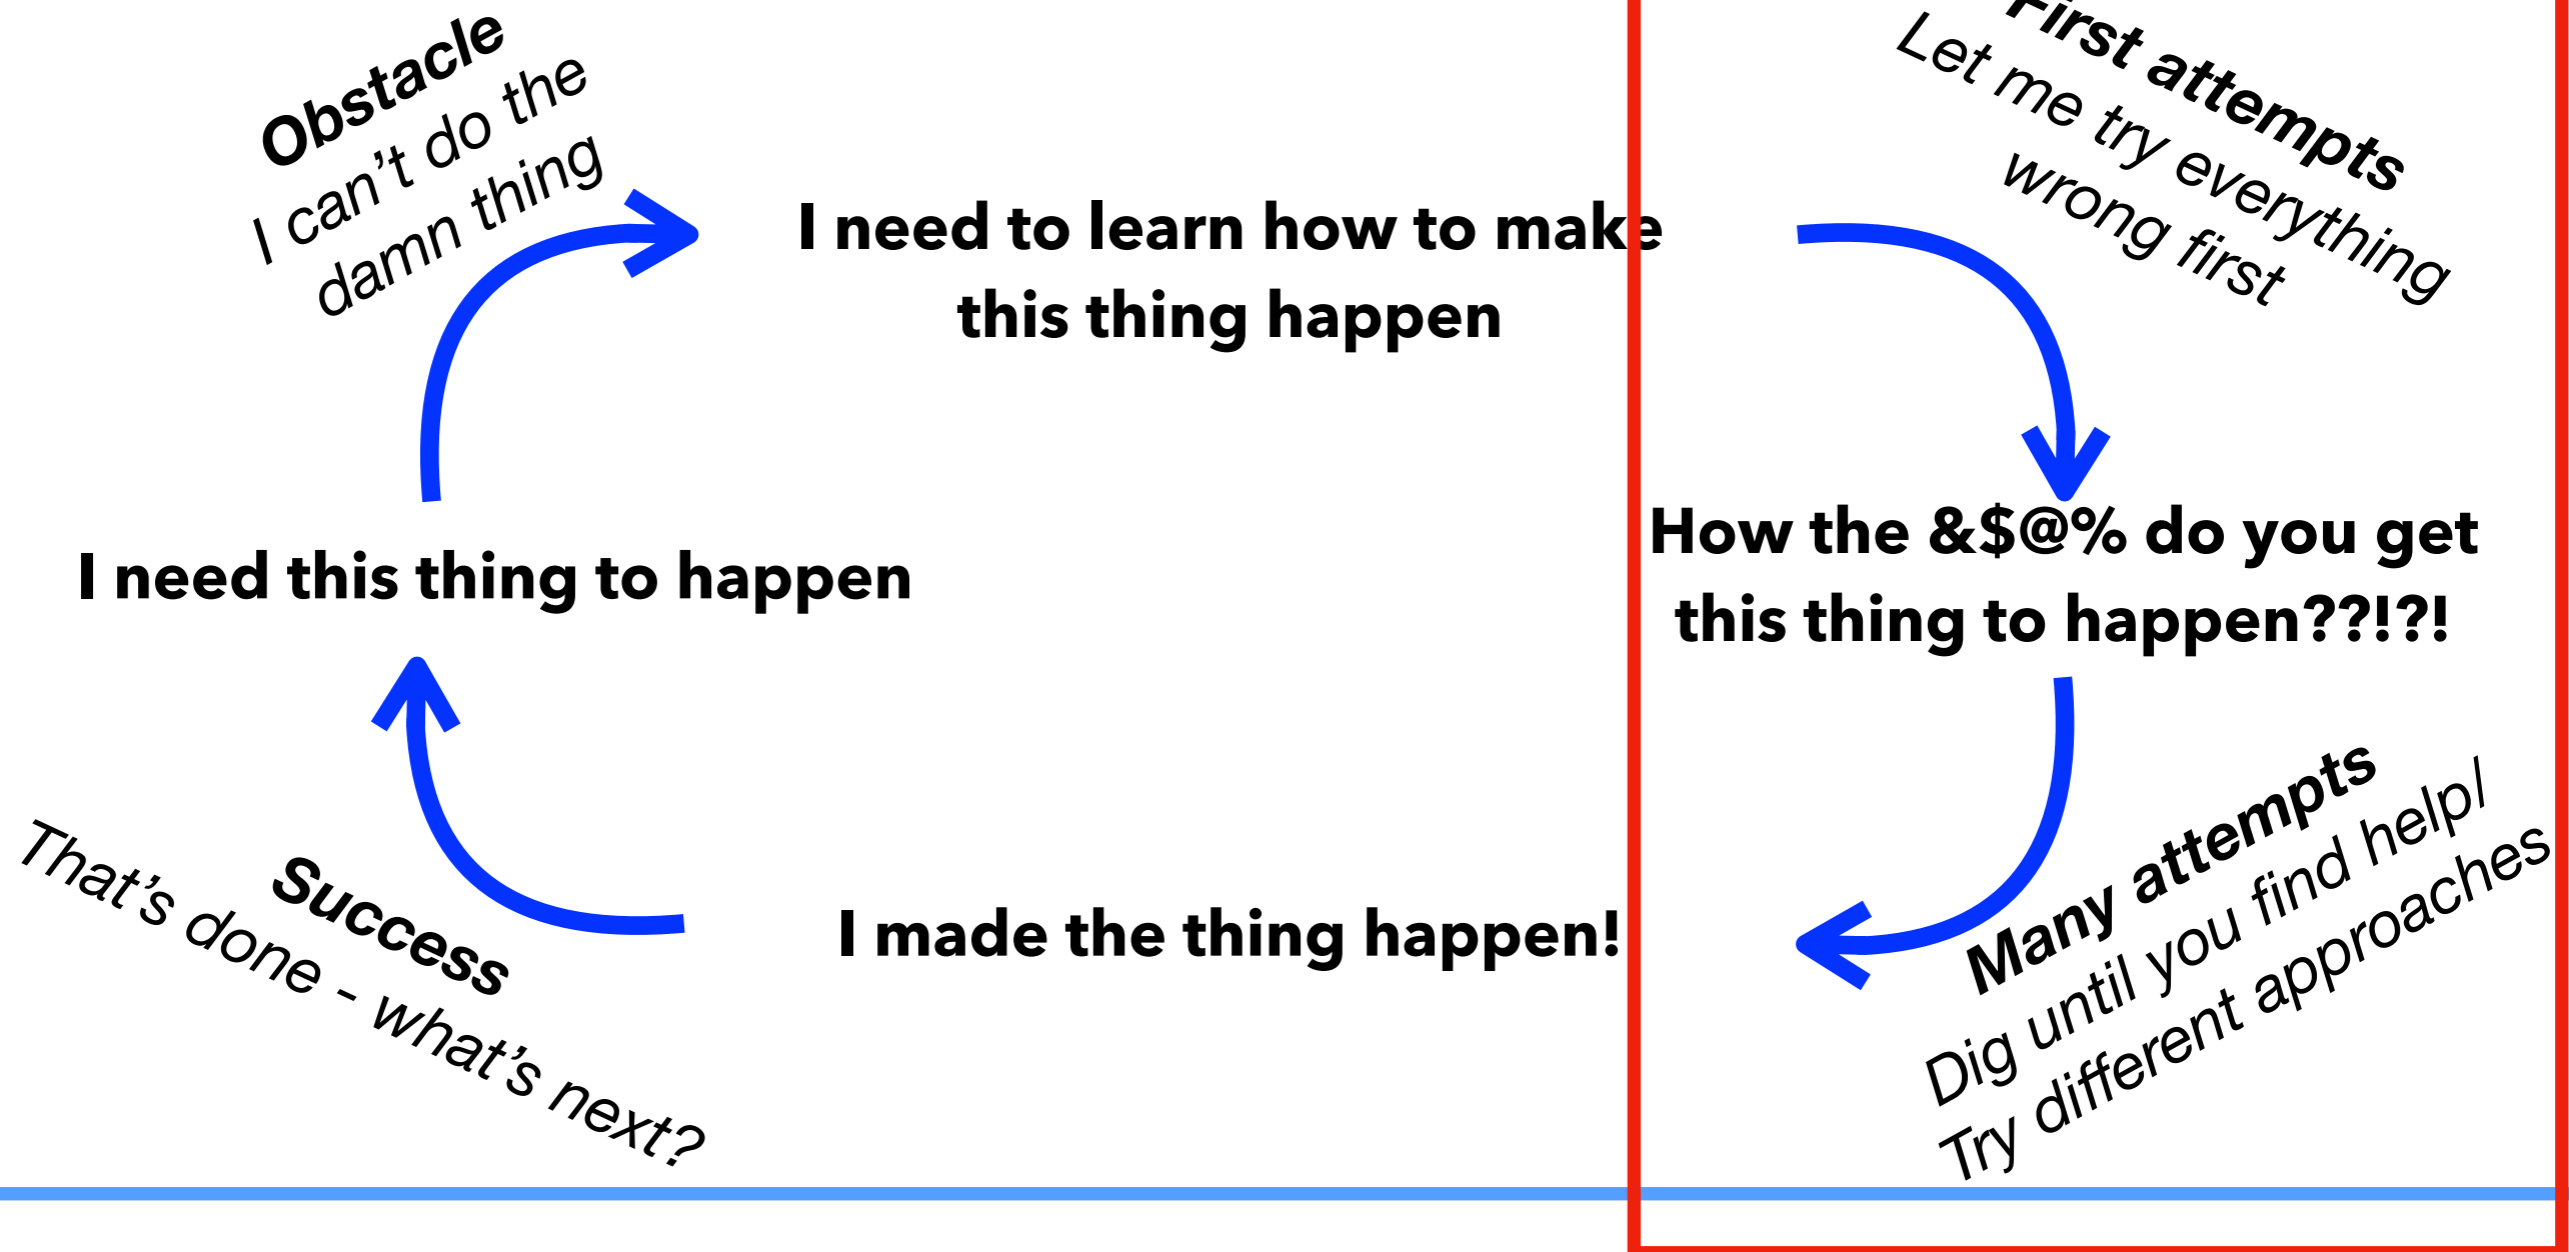 Obstacle
I can't do the
damn thing
First attempts
Let me try everything
wrong first
I need to learn how to make
this thing happen
How the &$@% do you get
this thing to happen??!?!
I need this thing to happen
Many attempts
Dig until you find help/
Try different approaches
I made the thing happen!
Success
That's done - what's next?